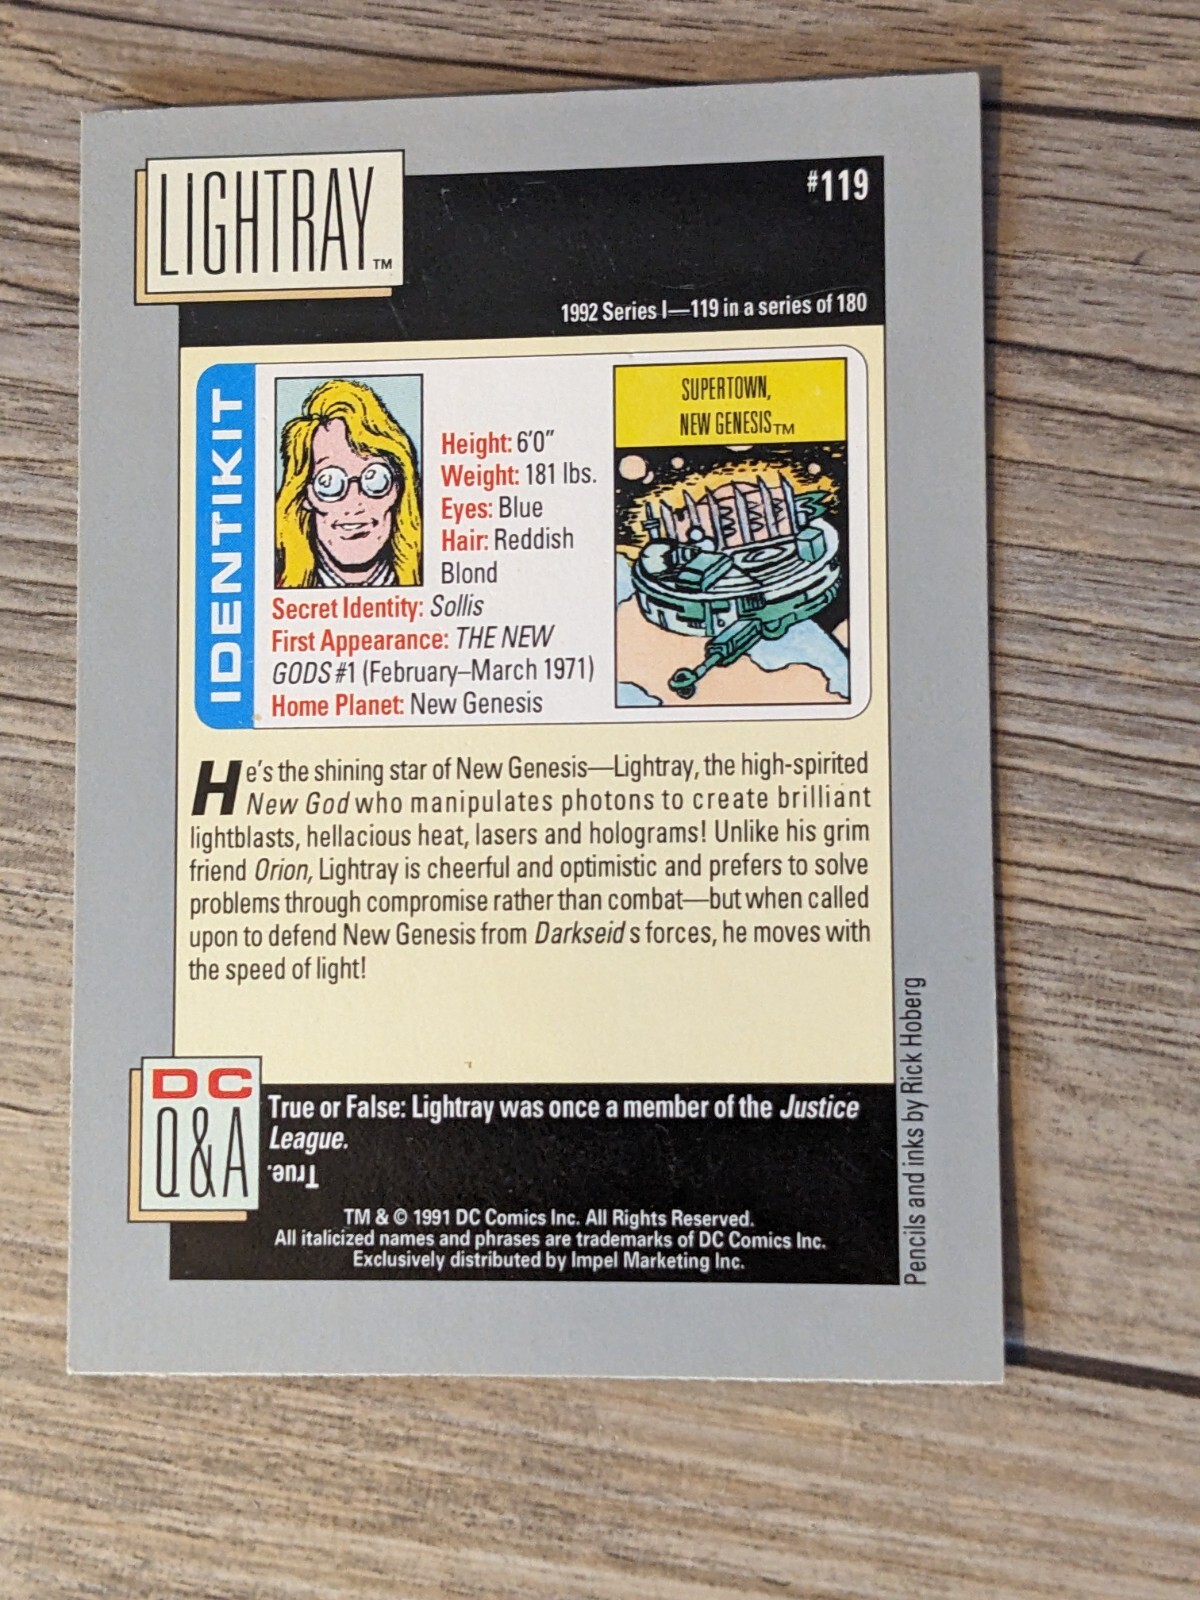 LIGHTRAY™
#119
1992 Series I—119 in a series of 180
IDENTIKIT
Height: 6'0"
Weight: 181 lbs.
Eyes: Blue
Hair: Reddish
Blond
Secret Identity: Sollis
First Appearance: THE NEW
GODS #1 (February–March 1971)
Home Planet: New Genesis
SUPERTOWN,
NEW GENESIS™
He's the shining star of New Genesis—Lightray, the high-spirited
New God who manipulates photons to create brilliant
lightblasts, hellacious heat, lasers and holograms! Unlike his grim
friend Orion, Lightray is cheerful and optimistic and prefers to solve
problems through compromise rather than combat—but when called
upon to defend New Genesis from Darkseid s forces, he moves with
the speed of light!
DC
Q&A
True or False: Lightray was once a member of the Justice
League.
True.
TM & © 1991 DC Comics Inc. All Rights Reserved.
All italicized names and phrases are trademarks of DC Comics Inc.
Exclusively distributed by Impel Marketing Inc.
Pencils and inks by Rick Hoberg